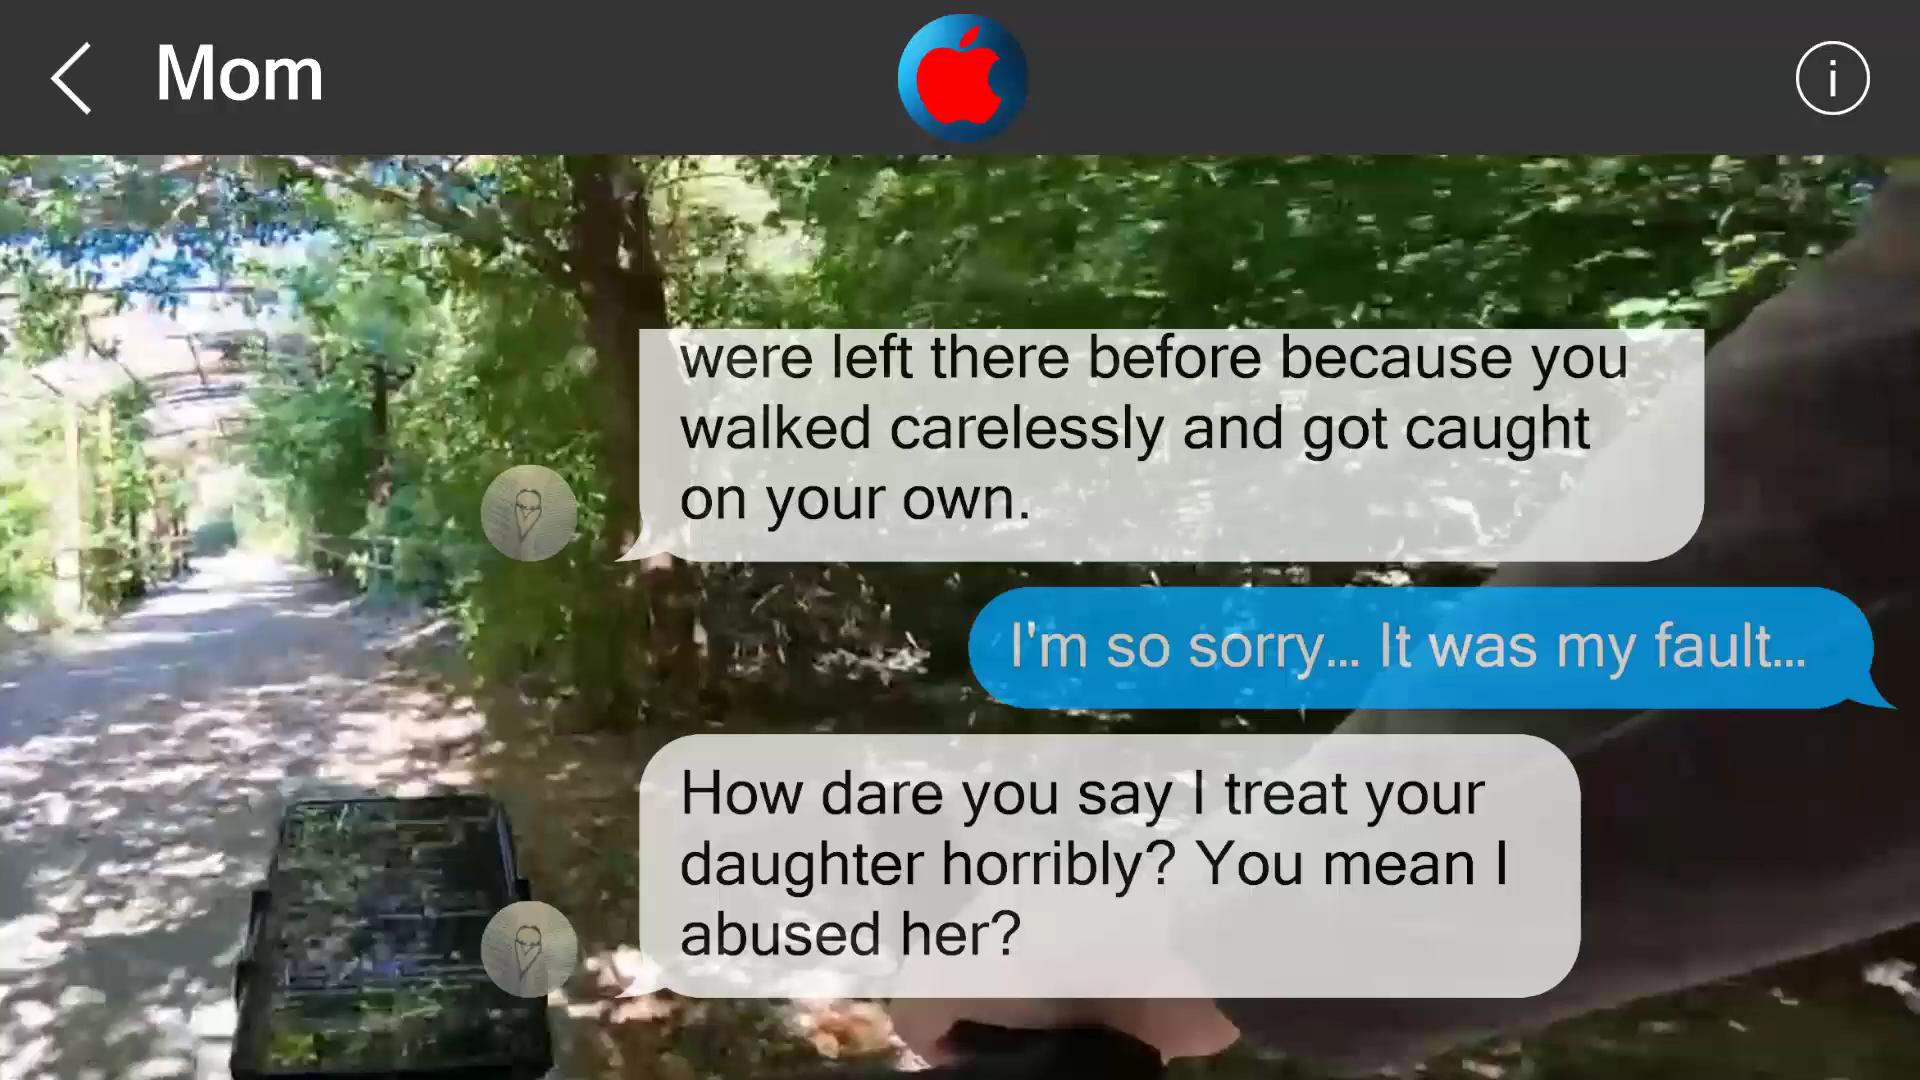 Mom
were left there before because you
walked carelessly and got caught
on your own.
I'm so sorry... It was my fault...
How dare you say I treat your
daughter horribly? You mean I
abused her?